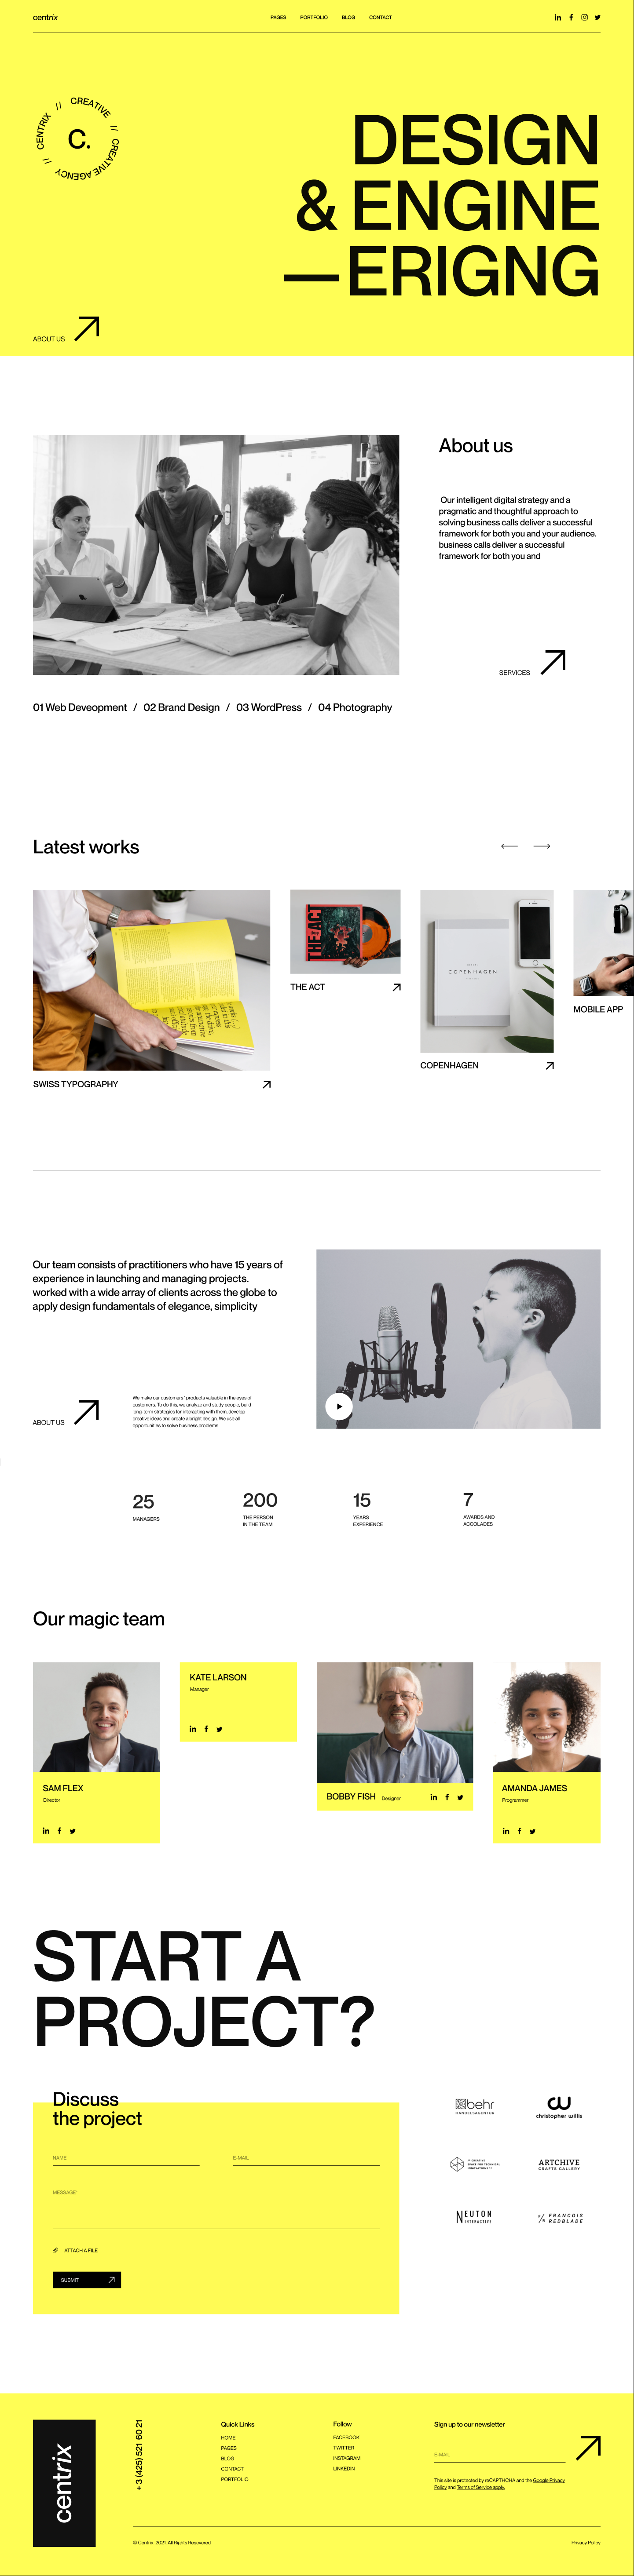 centrix
PAGES PORTFOLIO BLOG CONTACT
CENTRIX // CREATIVE // CREATIVE AGENCY //
C.
DESIGN
& ENGINE
—ERIGNG
ABOUT US
About us
Our intelligent digital strategy and a
pragmatic and thoughtful approach to
solving business calls deliver a successful
framework for both you and your audience.
business calls deliver a successful
framework for both you and
SERVICES
01 Web Deveopment / 02 Brand Design / 03 WordPress / 04 Photography
Latest works
THE ACT
COPENHAGEN
THE ACT
MOBILE APP
COPENHAGEN
SWISS TYPOGRAPHY
Our team consists of practitioners who have 15 years of
experience in launching and managing projects.
worked with a wide array of clients across the globe to
apply design fundamentals of elegance, simplicity
ABOUT US
We make our customers ' products valuable in the eyes of
customers. To do this, we analyze and study people, build
long-term strategies for interacting with them, develop
creative ideas and create a bright design. We use all
opportunities to solve business problems.
25
MANAGERS
200
THE PERSON
IN THE TEAM
15
YEARS
EXPERIENCE
7
AWARDS AND
ACCOLADES
Our magic team
SAM FLEX
Director
KATE LARSON
Manager
BOBBY FISH Designer
AMANDA JAMES
Programmer
START A
PROJECT?
Discuss
the project
NAME
E-MAIL
MESSAGE*
ATTACH A FILE
SUBMIT
behr
HANDELSAGENTUR
christopher willis
ARTCHIVE
CRAFTS GALLERY
NEUTON
INTERACTIVE
FRANCOIS
REDBLADE
centrix
+ 3 (425) 521 60 21
Quick Links
HOME
PAGES
BLOG
CONTACT
PORTFOLIO
Follow
FACEBOOK
TWITTER
INSTAGRAM
LINKEDIN
Sign up to our newsletter
E-MAIL
This site is protected by reCAPTCHA and the Google Privacy
Policy and Terms of Service apply.
© Centrix 2021. All Rights Resevered
Privacy Policy